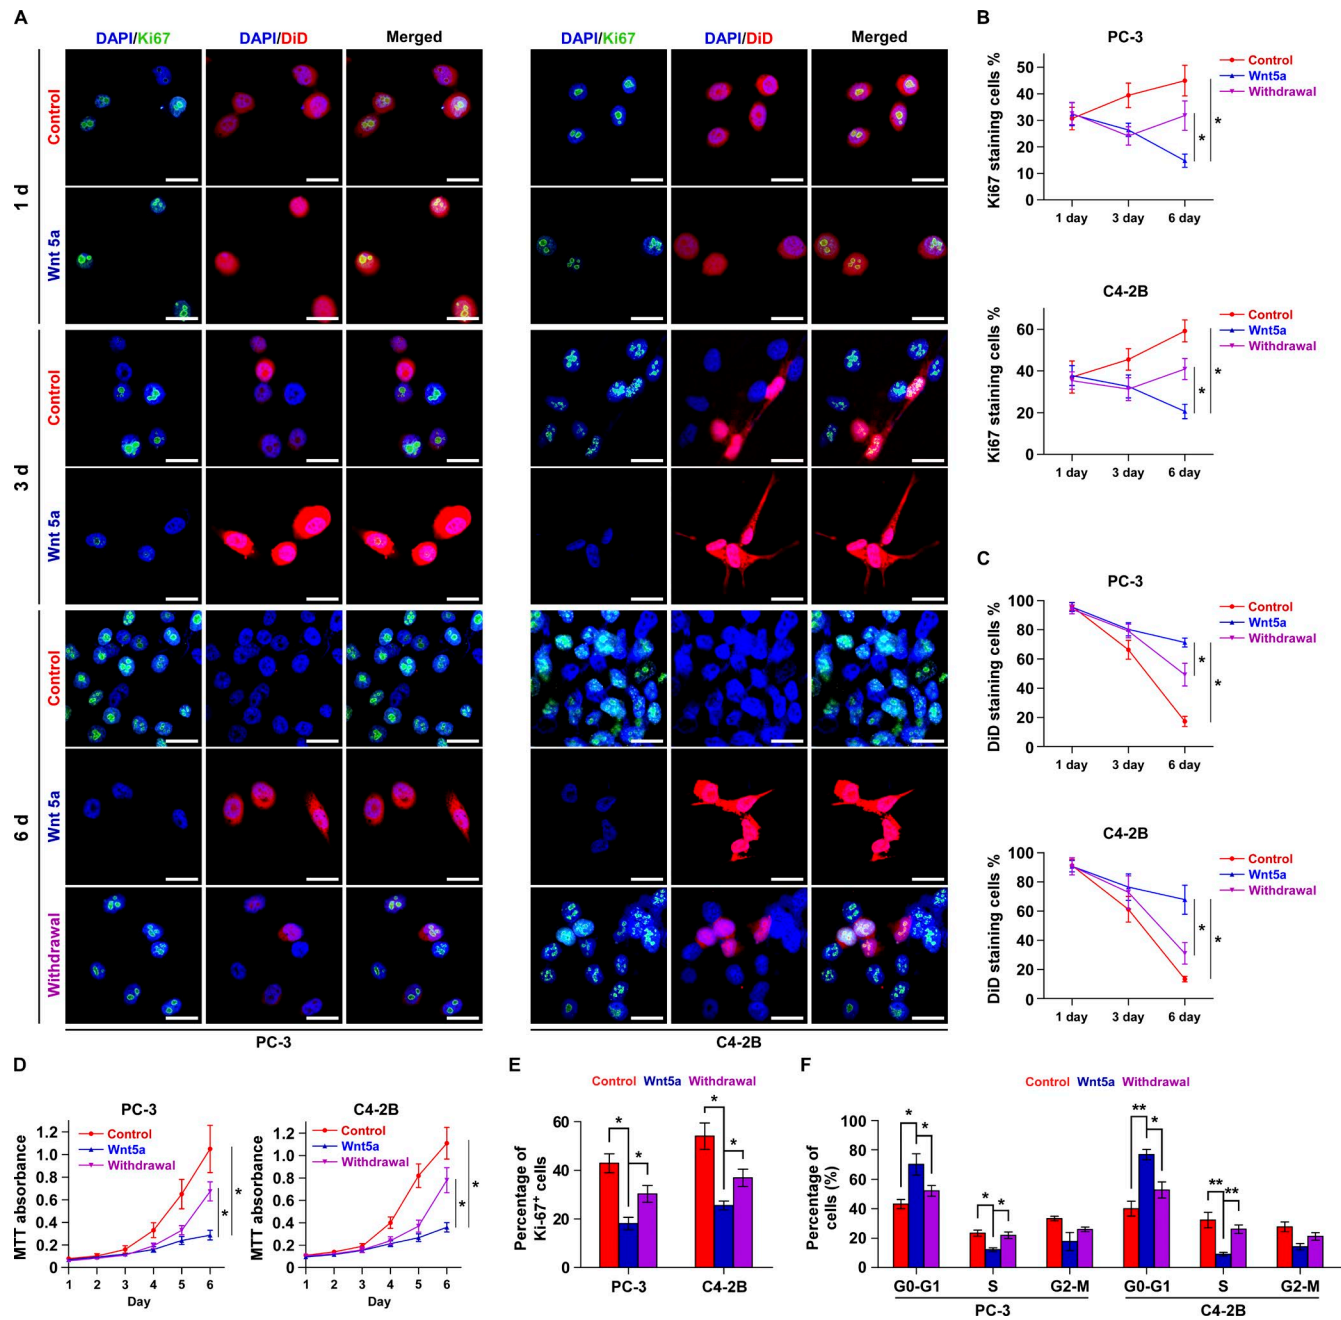 A
DAPI/Ki67 DAPI/DiD Merged DAPI/Ki67 DAPI/DiD Merged
1 d
Control
Wnt 5a
3 d
Control
Wnt 5a
6 d
Control
Wnt 5a
Withdrawal
PC-3 C4-2B
B
PC-3
Ki67 staining cells %
50
40
30
20
10
0
1 day 3 day 6 day
Control
Wnt5a
Withdrawal
*
*
C4-2B
Ki67 staining cells %
60
40
20
0
1 day 3 day 6 day
Control
Wnt5a
Withdrawal
*
*
C
PC-3
DiD staining cells %
100
80
60
40
20
0
1 day 3 day 6 day
Control
Wnt5a
Withdrawal
*
*
C4-2B
DiD staining cells %
100
80
60
40
20
0
1 day 3 day 6 day
Control
Wnt5a
Withdrawal
*
*
D
PC-3
MTT absorbance
1.2
1.0
0.8
0.6
0.4
0.2
0
1 2 3 4 5 6
Day
Control
Wnt5a
Withdrawal
*
*
C4-2B
MTT absorbance
1.2
1.0
0.8
0.6
0.4
0.2
0
1 2 3 4 5 6
Day
Control
Wnt5a
Withdrawal
*
*
E
Control Wnt5a Withdrawal
Percentage of
Ki-67+ cells
60
40
20
0
* * * *
PC-3 C4-2B
F
Control Wnt5a Withdrawal
Percentage of
cells (%)
100
80
60
40
20
0
* * * * ** * ** **
G0-G1 S G2-M G0-G1 S G2-M
PC-3 C4-2B